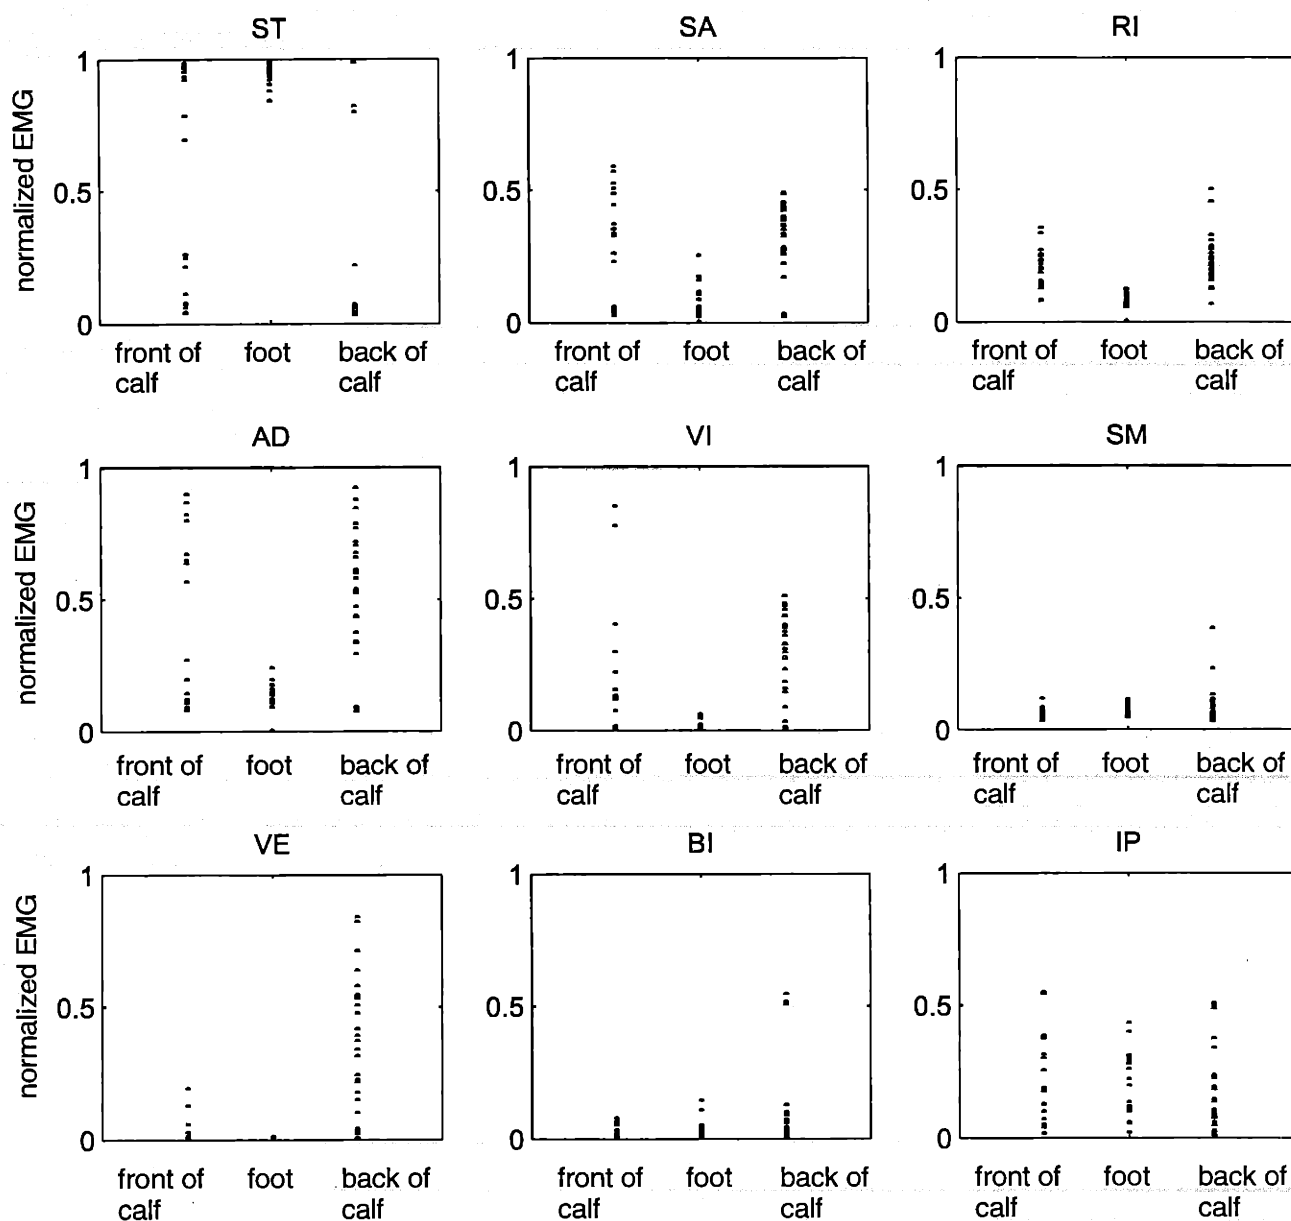 ST SA RI
normalized EMG
1 1 1
0.5 0.5 0.5
0 0 0
front of foot back of front of foot back of front of foot back of
calf calf calf calf calf calf
AD VI SM
normalized EMG
1 1 1
0.5 0.5 0.5
0 0 0
front of foot back of front of foot back of front of foot back of
calf calf calf calf calf calf
VE BI IP
normalized EMG
1 1 1
0.5 0.5 0.5
0 0 0
front of foot back of front of foot back of front of foot back of
calf calf calf calf calf calf